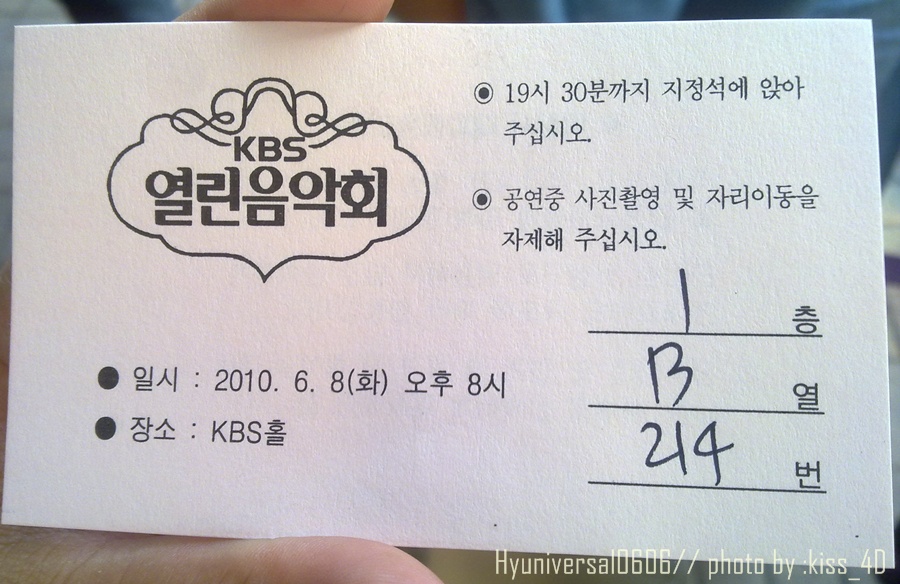 KBS
열린음악회
◉ 19시 30분까지 지정석에 앉아
주십시오.
◉ 공연중 사진촬영 및 자리이동을
자제해 주십시오.
1 층
B 열
214 번
● 일시 : 2010. 6. 8(화) 오후 8시
● 장소 : KBS홀
Hyuniversal0606// photo by :kiss_4D